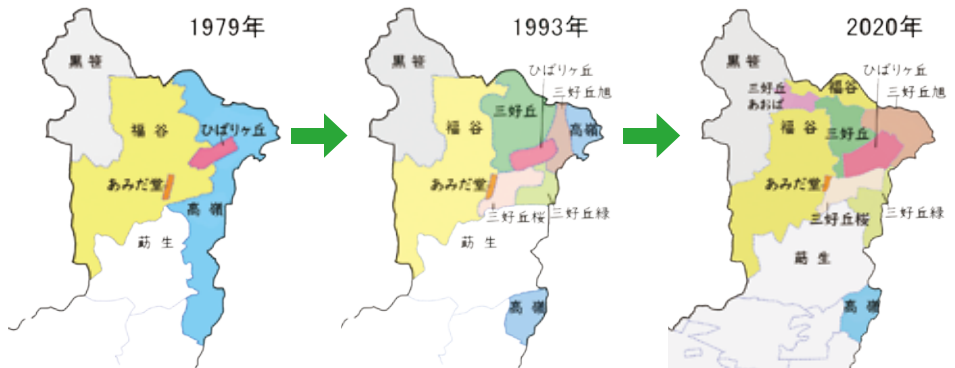 1979年
黒笹
福谷
ひばりヶ丘
あみだ堂
高嶺
莇生
1993年
黒笹
ひばりヶ丘
三好丘旭
三好丘
福谷
高嶺
あみだ堂
三好丘桜
三好丘緑
莇生
高嶺
2020年
黒笹
ひばりヶ丘
三好丘
あおば
福谷
三好丘旭
福谷
三好丘
あみだ堂
三好丘桜
三好丘緑
莇生
高嶺